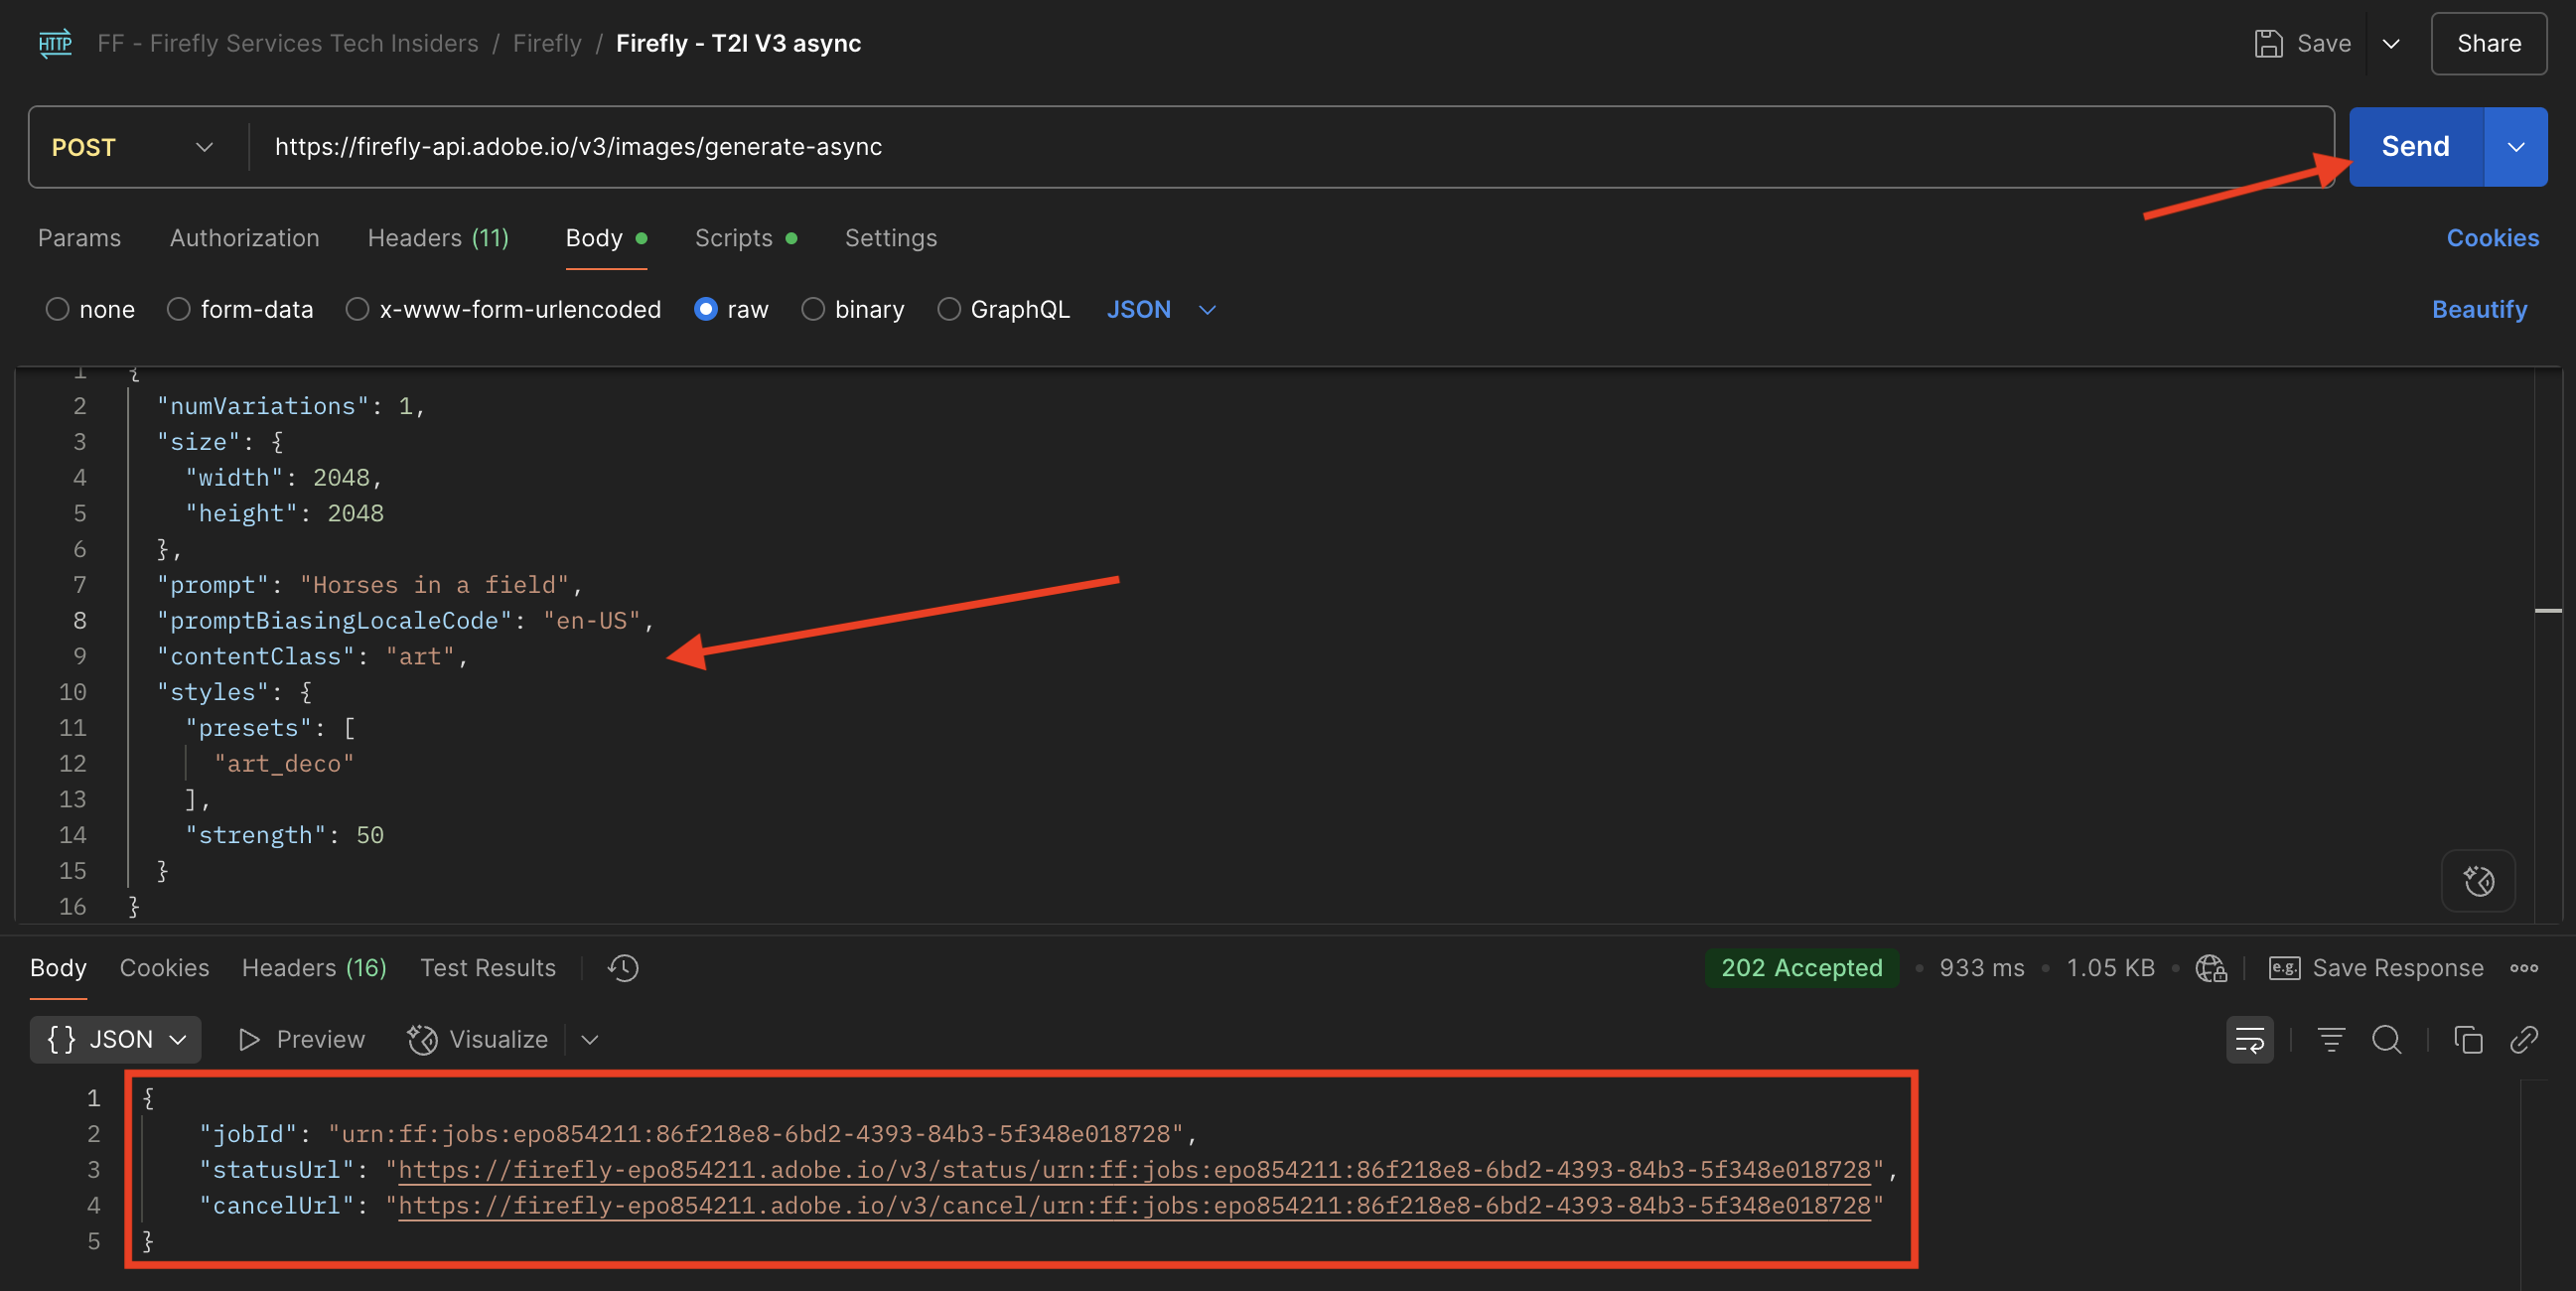 HTTP FF - Firefly Services Tech Insiders / Firefly / Firefly - T2I V3 async Save Share
POST https://firefly-api.adobe.io/v3/images/generate-async Send
Params Authorization Headers (11) Body Scripts Settings Cookies
none form-data x-www-form-urlencoded raw binary GraphQL JSON Beautify
1 {
2 "numVariations": 1,
3 "size": {
4 "width": 2048,
5 "height": 2048
6 },
7 "prompt": "Horses in a field",
8 "promptBiasingLocaleCode": "en-US",
9 "contentClass": "art",
10 "styles": {
11 "presets": [
12 "art_deco"
13 ],
14 "strength": 50
15 }
16 }
Body Cookies Headers (16) Test Results 202 Accepted • 933 ms • 1.05 KB • e.g. Save Response
{} JSON Preview Visualize
1 {
2 "jobId": "urn:ff:jobs:epo854211:86f218e8-6bd2-4393-84b3-5f348e018728",
3 "statusUrl": "https://firefly-epo854211.adobe.io/v3/status/urn:ff:jobs:epo854211:86f218e8-6bd2-4393-84b3-5f348e018728",
4 "cancelUrl": "https://firefly-epo854211.adobe.io/v3/cancel/urn:ff:jobs:epo854211:86f218e8-6bd2-4393-84b3-5f348e018728"
5 }